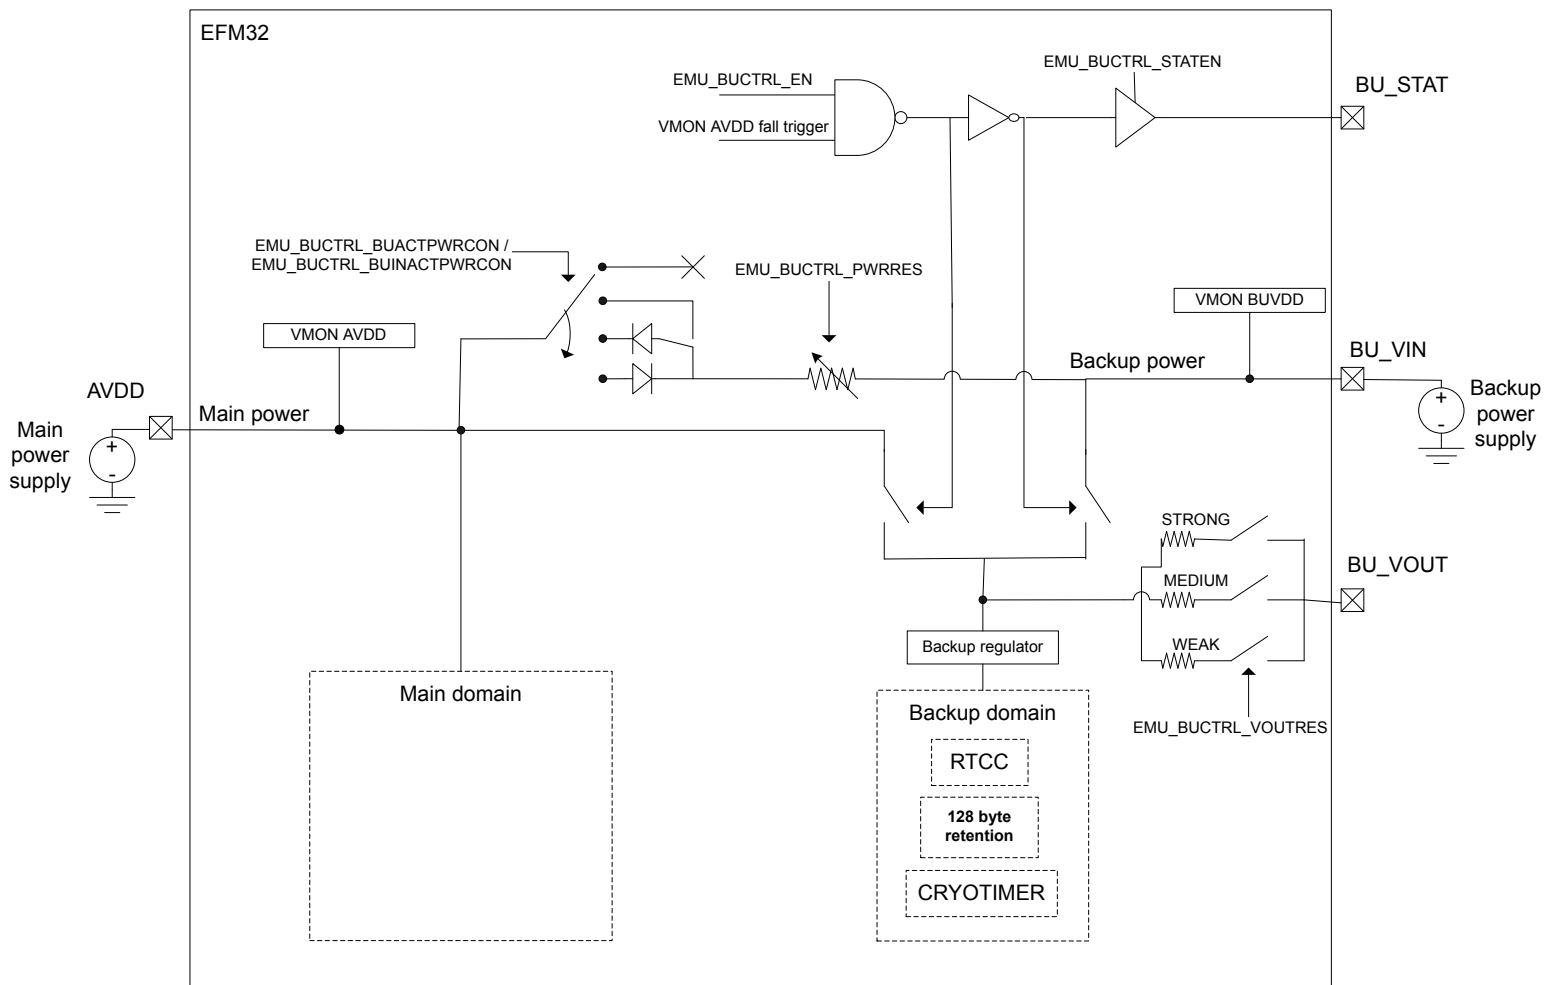 EFM32
EMU_BUCTRL_STATEN
EMU_BUCTRL_EN
BU_STAT
VMON AVDD fall trigger
EMU_BUCTRL_BUACTPWRCON /
EMU_BUCTRL_BUINACTPWRCON
EMU_BUCTRL_PWRRES
VMON BUVDD
VMON AVDD
BU_VIN
Backup power
AVDD
Main power
Main
power
supply
+
-
+
-
Backup
power
supply
STRONG
BU_VOUT
MEDIUM
WEAK
Backup regulator
Main domain
Backup domain
EMU_BUCTRL_VOUTRES
RTCC
128 byte
retention
CRYOTIMER